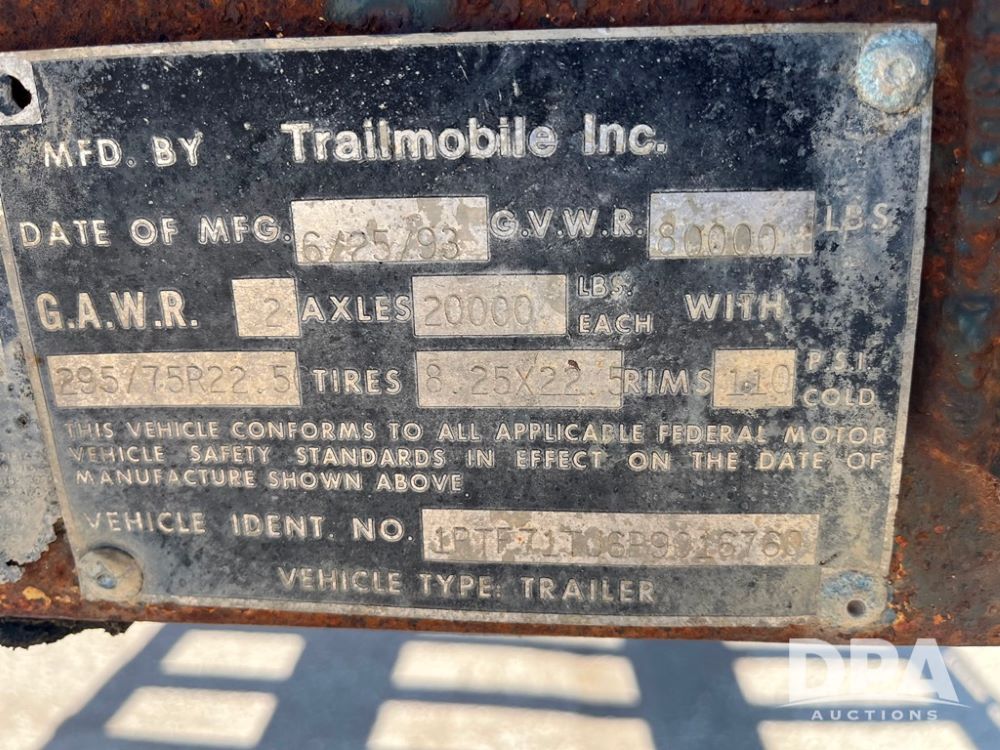 MFD. BY Trailmobile Inc.
DATE OF MFG. 6/25/93 G.V.W.R. 80000 LBS.
G.A.W.R. 2 AXLES 20000 LBS. EACH WITH
295/75R22.5 TIRES 8.25X22.5 RIMS 110 P.S.I. COLD
THIS VEHICLE CONFORMS TO ALL APPLICABLE FEDERAL MOTOR
VEHICLE SAFETY STANDARDS IN EFFECT ON THE DATE OF
MANUFACTURE SHOWN ABOVE
VEHICLE IDENT. NO.
VEHICLE TYPE: TRAILER
DPA
AUCTIONS